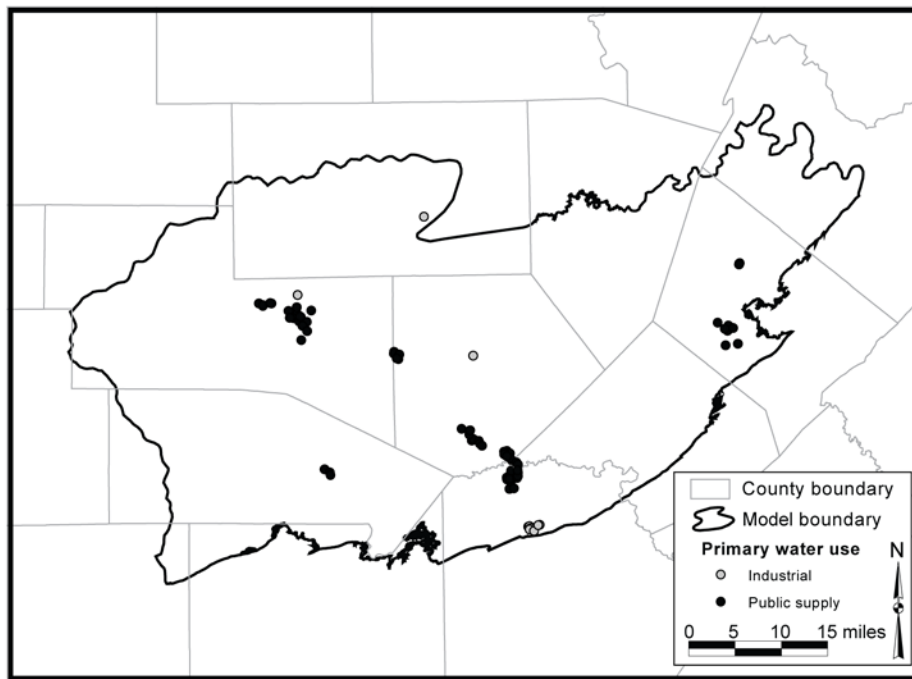 County boundary
Model boundary
Primary water use
N
Industrial
Public supply
0 5 10 15 miles